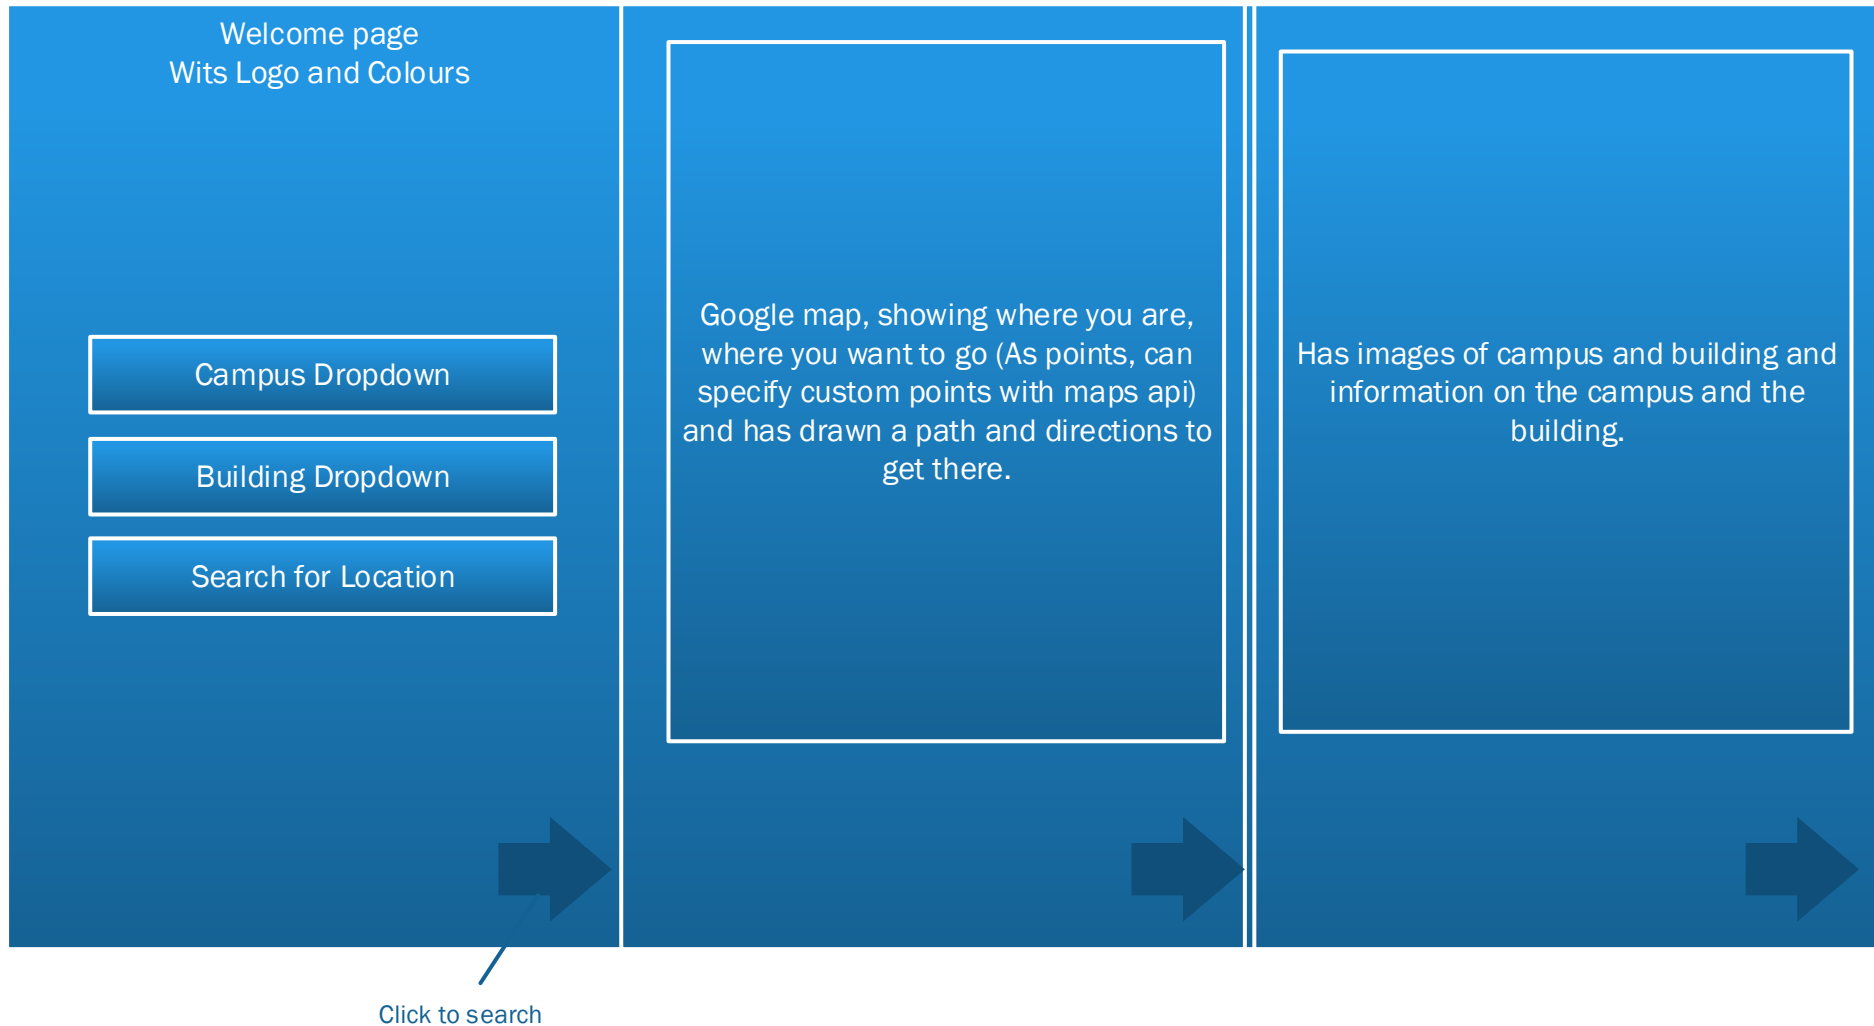 Welcome page
Wits Logo and Colours
Campus Dropdown
Building Dropdown
Search for Location
Click to search
Google map, showing where you are,
where you want to go (As points, can
specify custom points with maps api)
and has drawn a path and directions to
get there.
Has images of campus and building and
information on the campus and the
building.